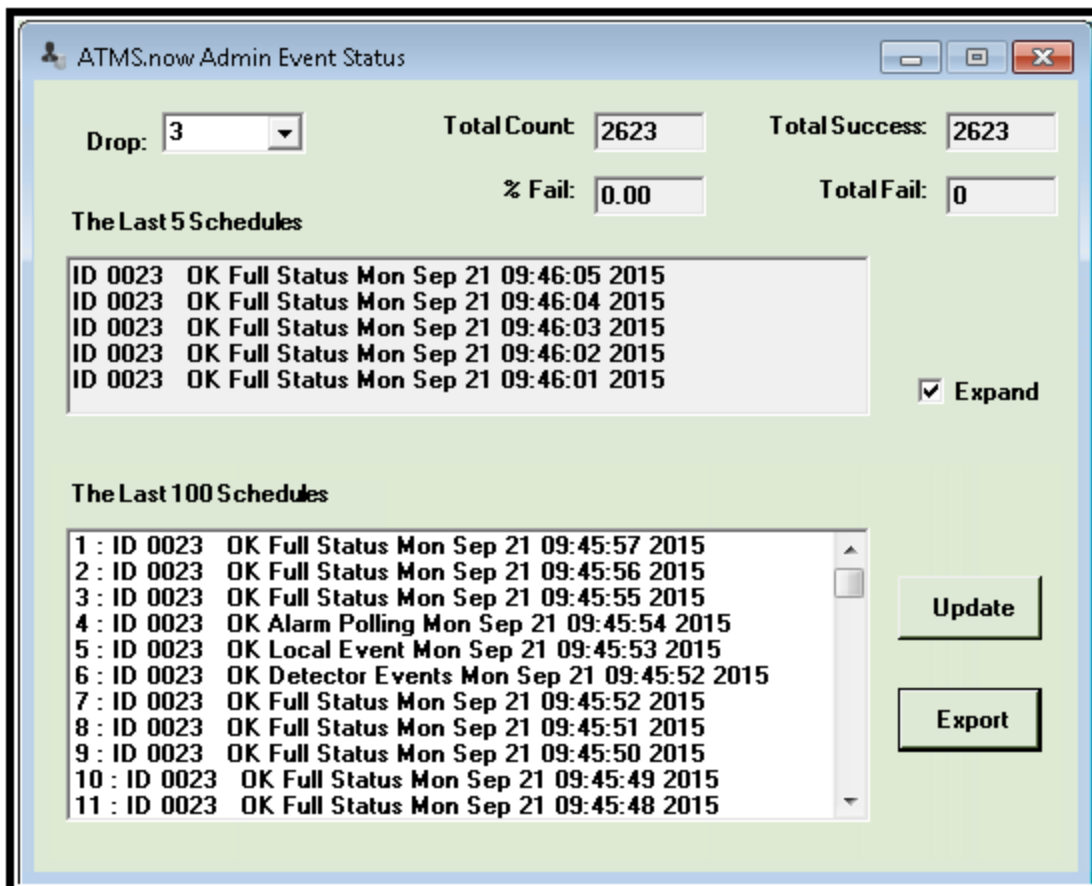 ATMS.now Admin Event Status
Drop: 3 Total Count: 2623 Total Success: 2623
% Fail: 0.00 Total Fail: 0
The Last 5 Schedules
ID 0023 OK Full Status Mon Sep 21 09:46:05 2015
ID 0023 OK Full Status Mon Sep 21 09:46:04 2015
ID 0023 OK Full Status Mon Sep 21 09:46:03 2015
ID 0023 OK Full Status Mon Sep 21 09:46:02 2015
ID 0023 OK Full Status Mon Sep 21 09:46:01 2015
Expand
The Last 100 Schedules
1 : ID 0023 OK Full Status Mon Sep 21 09:45:57 2015
2 : ID 0023 OK Full Status Mon Sep 21 09:45:56 2015
3 : ID 0023 OK Full Status Mon Sep 21 09:45:55 2015
4 : ID 0023 OK Alarm Polling Mon Sep 21 09:45:54 2015
5 : ID 0023 OK Local Event Mon Sep 21 09:45:53 2015
6 : ID 0023 OK Detector Events Mon Sep 21 09:45:52 2015
7 : ID 0023 OK Full Status Mon Sep 21 09:45:52 2015
8 : ID 0023 OK Full Status Mon Sep 21 09:45:51 2015
9 : ID 0023 OK Full Status Mon Sep 21 09:45:50 2015
10 : ID 0023 OK Full Status Mon Sep 21 09:45:49 2015
11 : ID 0023 OK Full Status Mon Sep 21 09:45:48 2015
Update
Export